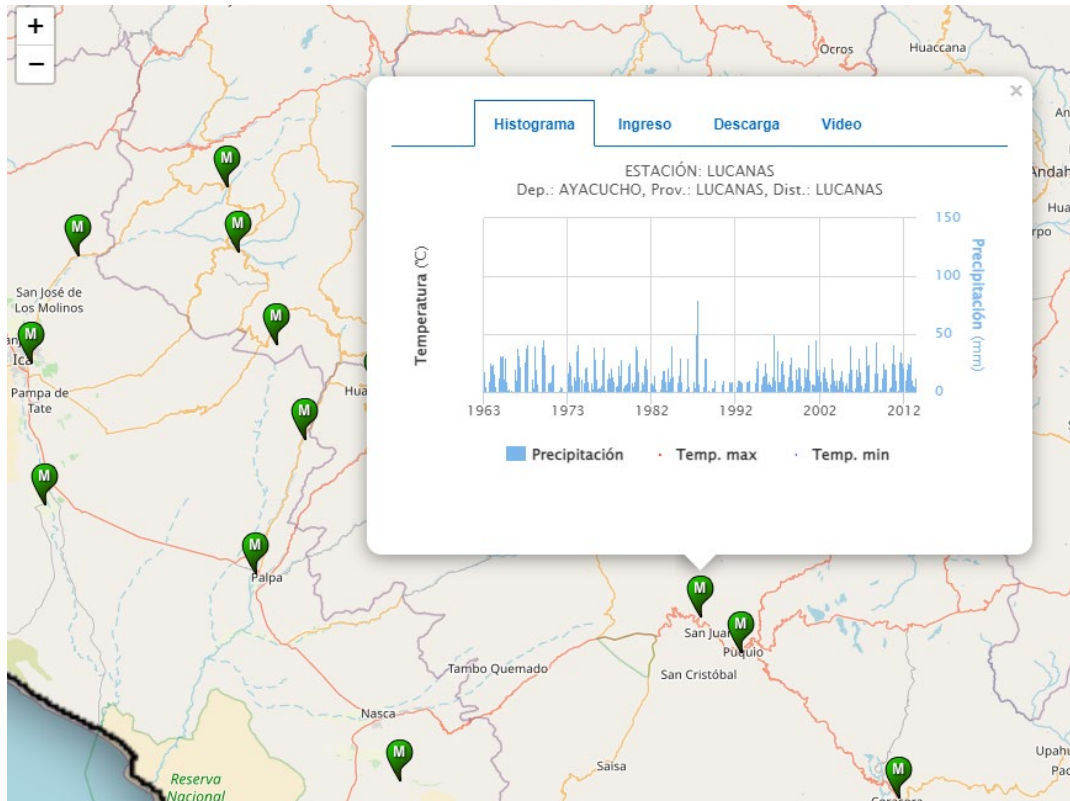 +
−
Ocros
Huaccana
×
Histograma
Ingreso
Descarga
Video
ESTACIÓN: LUCANAS
Dep.: AYACUCHO, Prov.: LUCANAS, Dist.: LUCANAS
Temperatura (°C)
Precipitación (mm)
150
100
50
0
1963
1973
1982
1992
2002
2012
Precipitación
Temp. max
Temp. min
M
M
San José de
Los Molinos
M
M
Ica
Pampa de
Tate
M
M
M
Palpa
M
San Juan
M
Puquio
San Cristóbal
Tambo Quemado
Nasca
M
Saisa
M
Reserva
Nacional